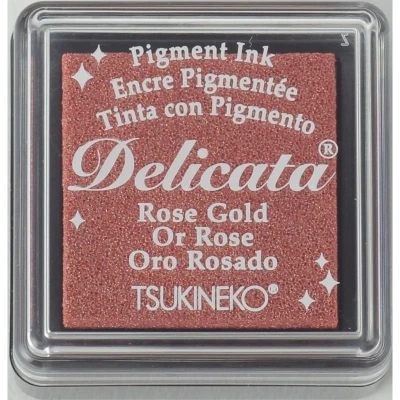 Pigment Ink
Encre Pigmentée
Tinta con Pigmento
Delicata®
Rose Gold
Or Rose
Oro Rosado
TSUKINEKO®